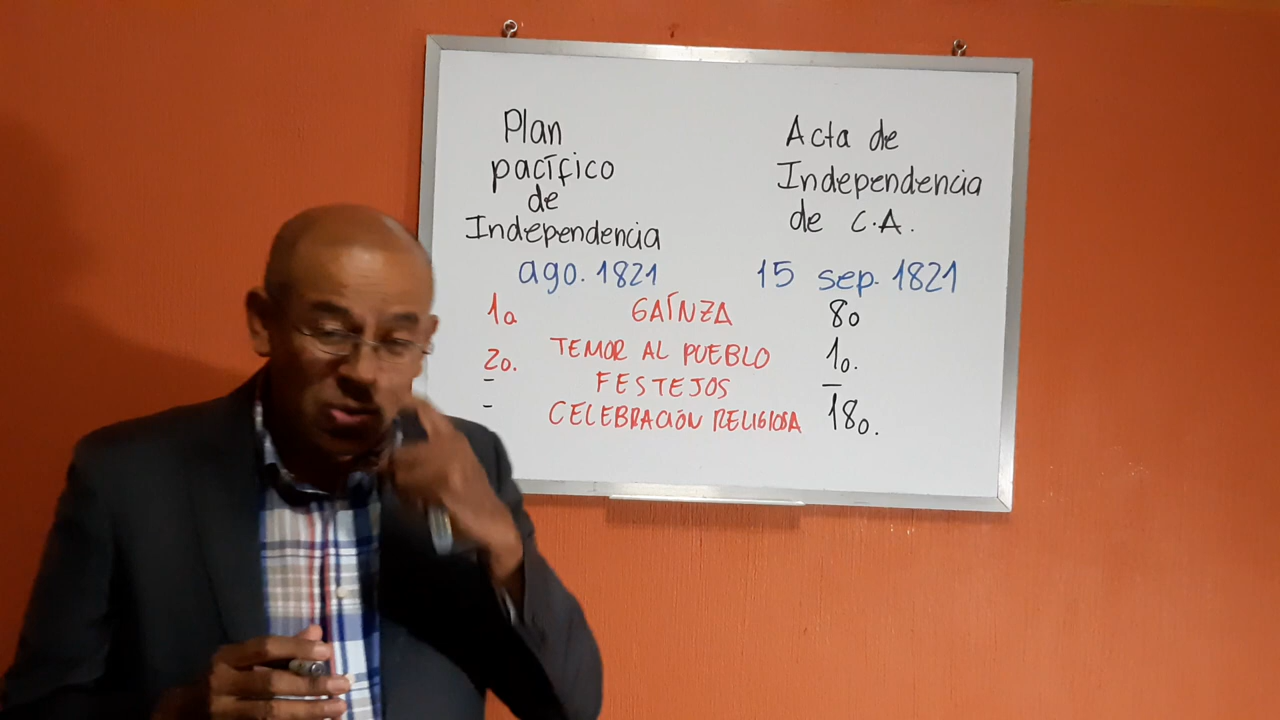 Plan
pacífico
de
Independencia
ago. 1821
Acta de
Independencia
de C.A.
15 sep. 1821
1o GAÍNZA 8o
2o. TEMOR AL PUEBLO 1o.
- FESTEJOS -
- CELEBRACIÓN RELIGIOSA 18o.